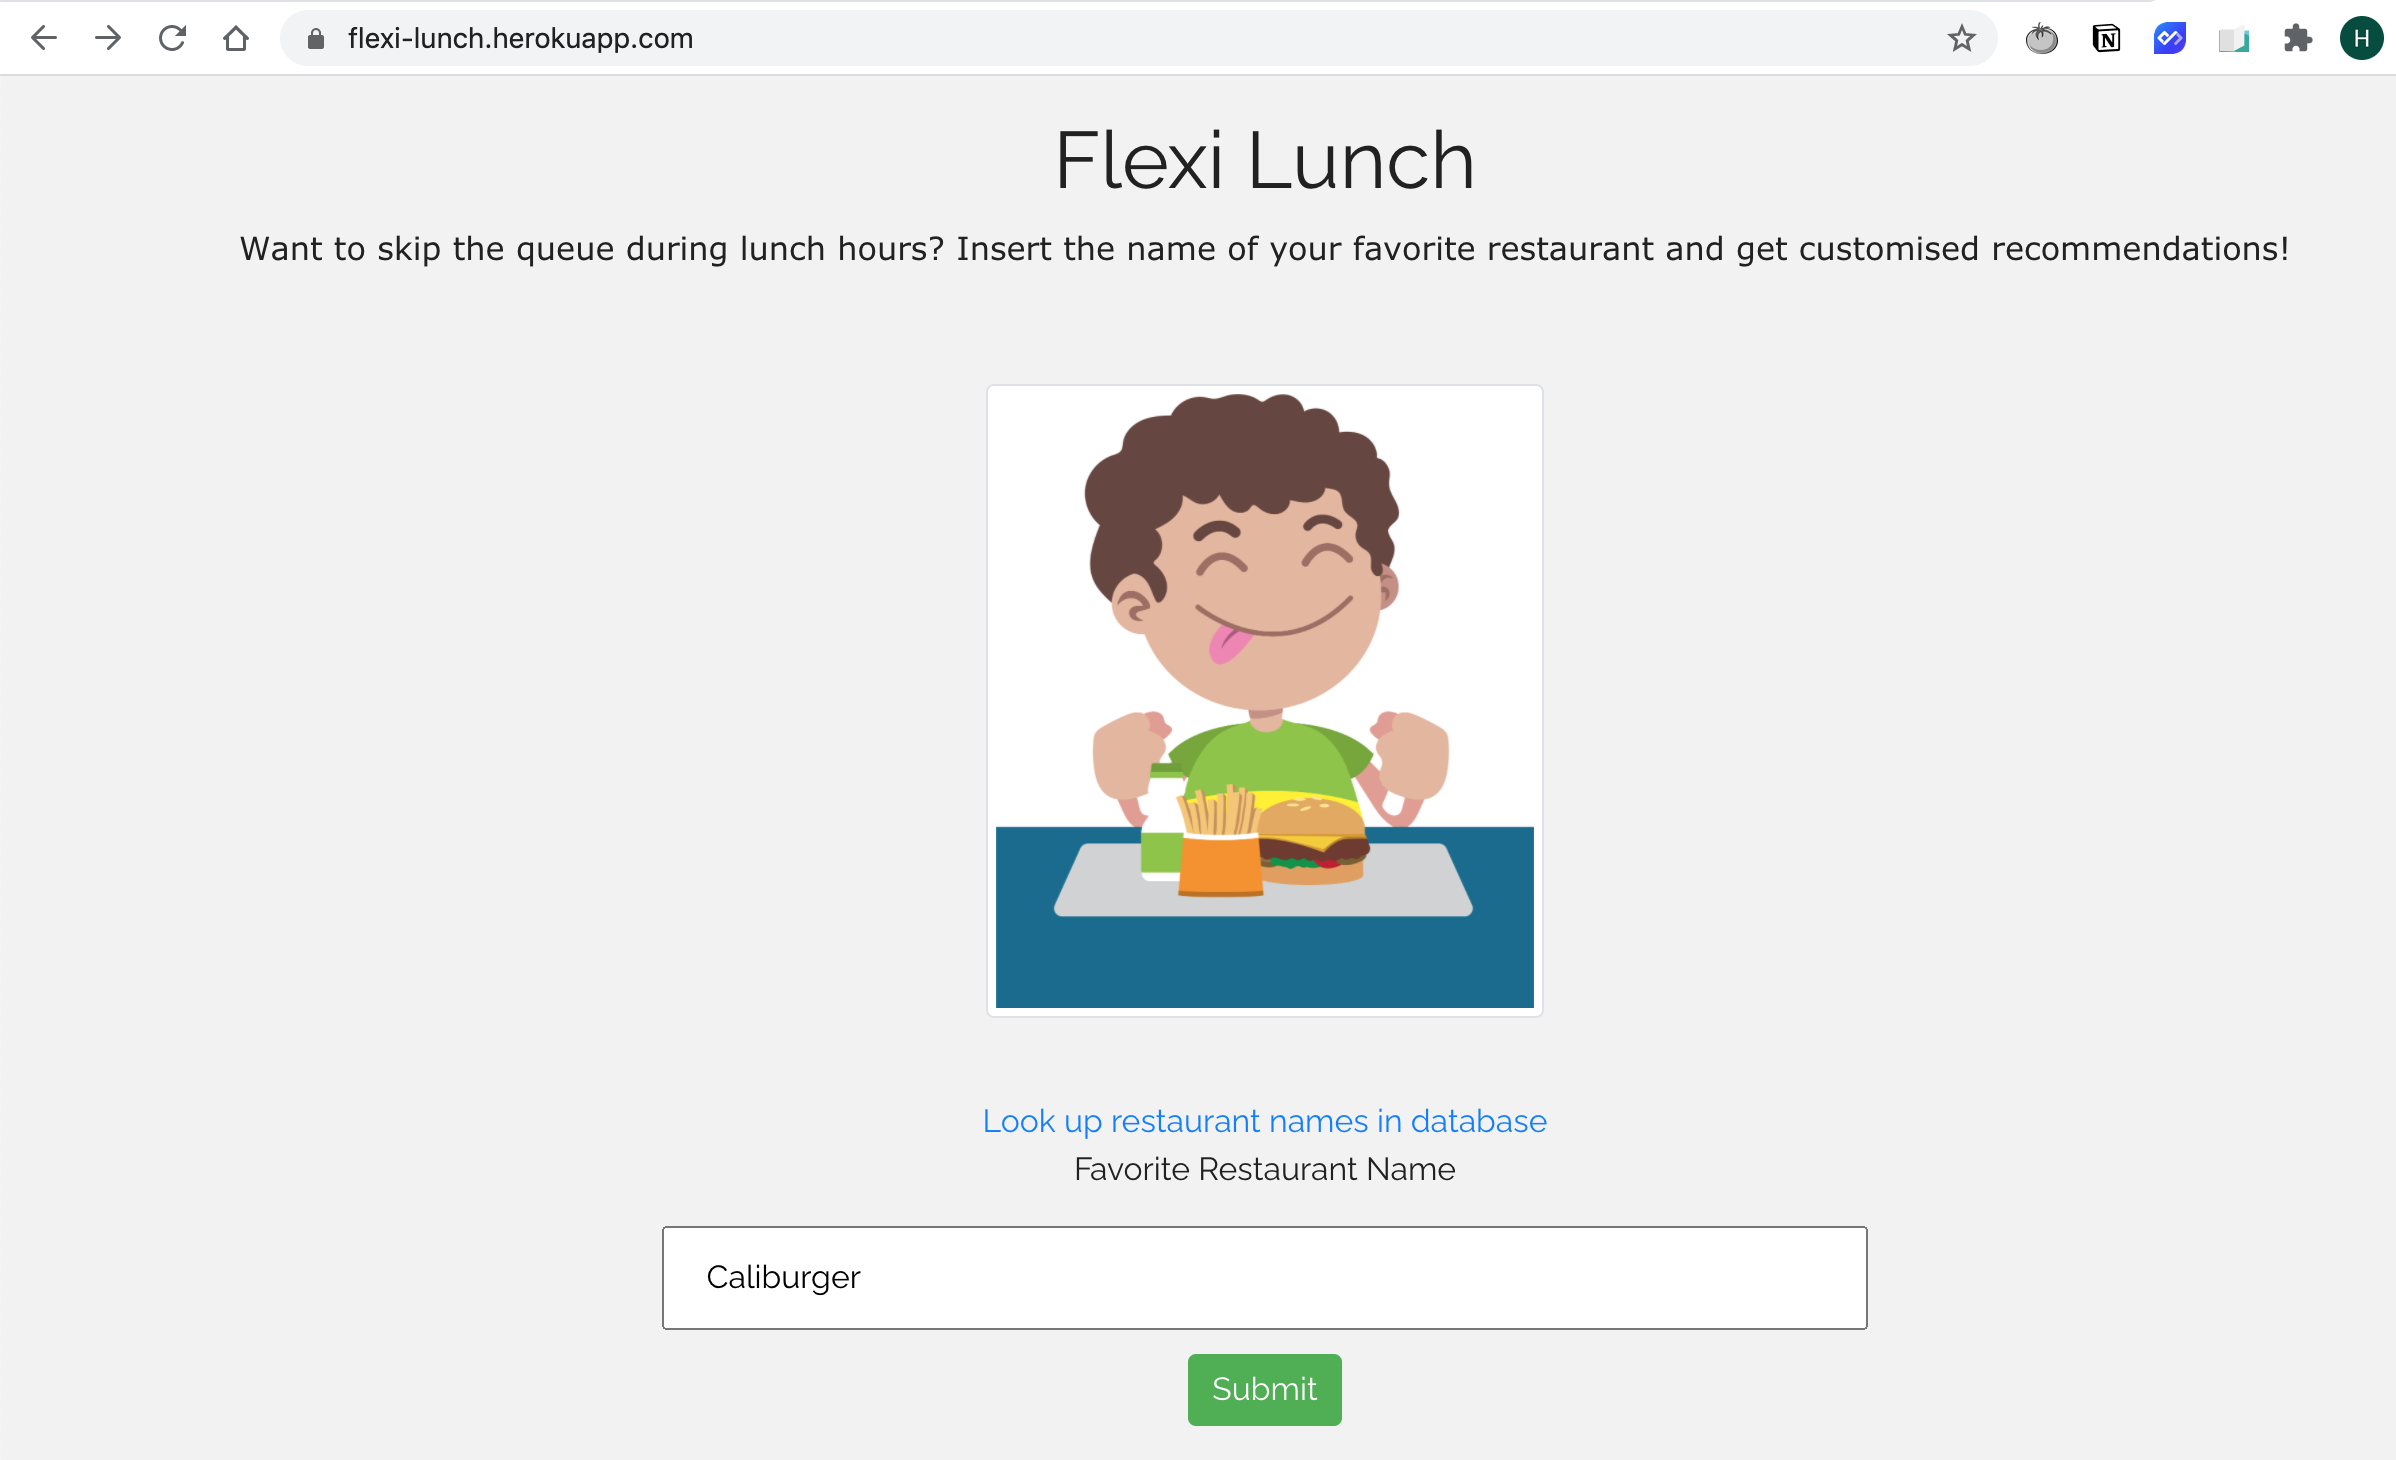 flexi-lunch.herokuapp.com
N
H
Flexi Lunch
Want to skip the queue during lunch hours? Insert the name of your favorite restaurant and get customised recommendations!
Look up restaurant names in database
Favorite Restaurant Name
Caliburger
Submit